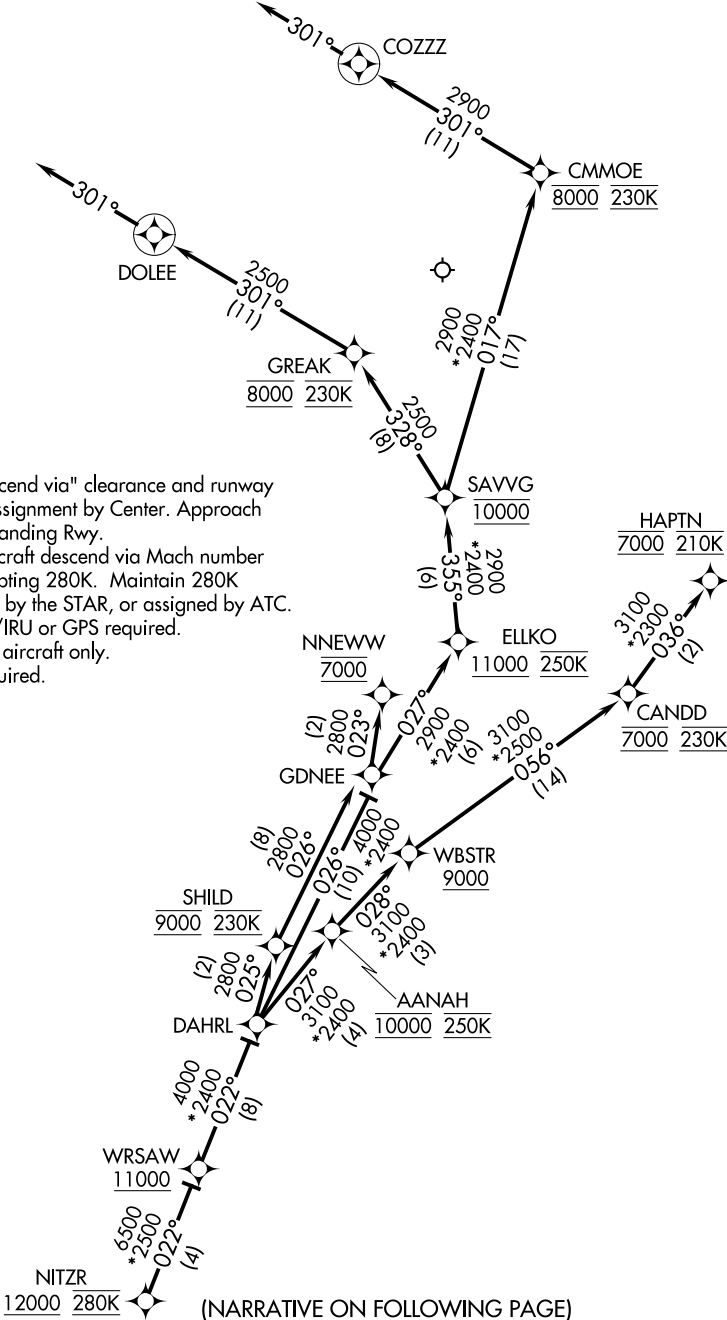 301°
COZZZ
2900
301°
(11)
CMMOE
8000 230K
301°
DOLEE
2500
301°
(11)
2900
*2400
017°
(17)
GREAK
8000 230K
2500
328°
(8)
SAVVG
10000
cend via" clearance and runway
ssignment by Center. Approach
anding Rwy.
craft descend via Mach number
pting 280K. Maintain 280K
by the STAR, or assigned by ATC.
/IRU or GPS required.
aircraft only.
uired.
HAPTN
7000 210K
2900
*2400
355°
(6)
3100
*2300
036°
(2)
NNEWW
7000
ELLKO
11000 250K
(2)
2800
023°
027°
2900
*2400
(6)
CANDD
7000 230K
3100
*2500
056°
(14)
GDNEE
(8)
2800
026°
026°
(10)
4000
*2400
WBSTR
9000
SHILD
9000 230K
028°
3100
*2400
(3)
(2)
2800
025°
027°
3100
*2400
(4)
AANAH
10000 250K
DAHRL
4000
*2400
022°
(8)
WRSAW
11000
6500
*2500
022°
(4)
NITZR
12000 280K
(NARRATIVE ON FOLLOWING PAGE)